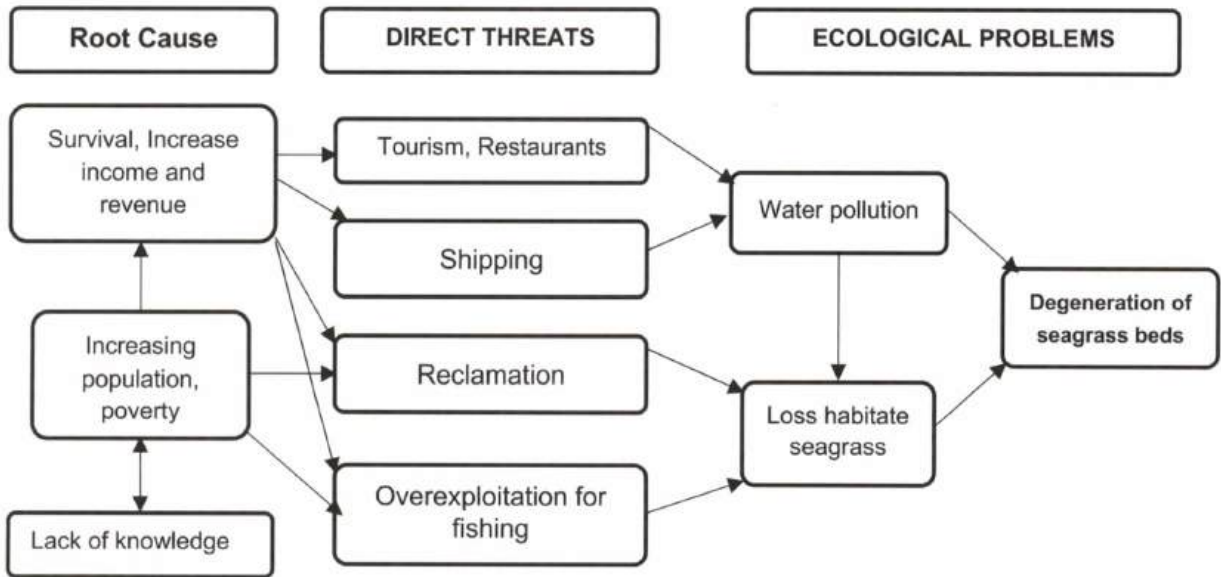 Root Cause
DIRECT THREATS
ECOLOGICAL PROBLEMS
Survival, Increase
income and
revenue
Increasing
population,
poverty
Lack of knowledge
Tourism, Restaurants
Shipping
Reclamation
Overexploitation for
fishing
Water pollution
Loss habitate
seagrass
Degeneration of
seagrass beds